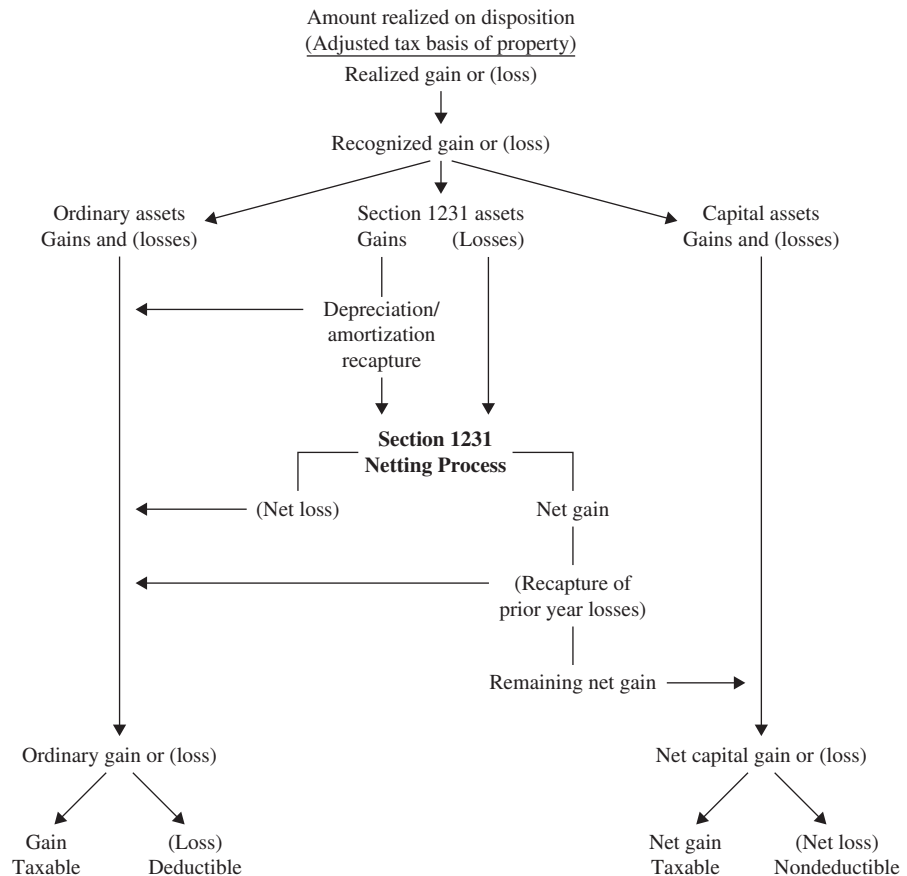 Amount realized on disposition
(Adjusted tax basis of property)
Realized gain or (loss)
Recognized gain or (loss)
Ordinary assets
Gains and (losses)
Section 1231 assets
Gains (Losses)
Capital assets
Gains and (losses)
Depreciation/
amortization
recapture
Section 1231
Netting Process
(Net loss)
Net gain
(Recapture of
prior year losses)
Remaining net gain
Ordinary gain or (loss)
Net capital gain or (loss)
Gain
Taxable
(Loss)
Deductible
Net gain
Taxable
(Net loss)
Nondeductible